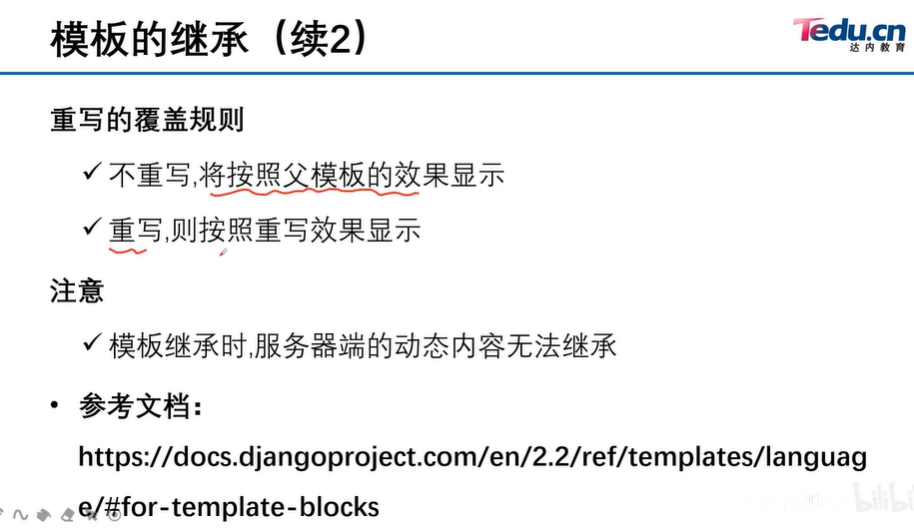 模板的继承（续2）
Tedu.cn
达内教育
重写的覆盖规则
✓ 不重写,将按照父模板的效果显示
✓ 重写,则按照重写效果显示
注意
✓ 模板继承时,服务器端的动态内容无法继承
• 参考文档：
https://docs.djangoproject.com/en/2.2/ref/templates/languag
e/#for-template-blocks
bilibili